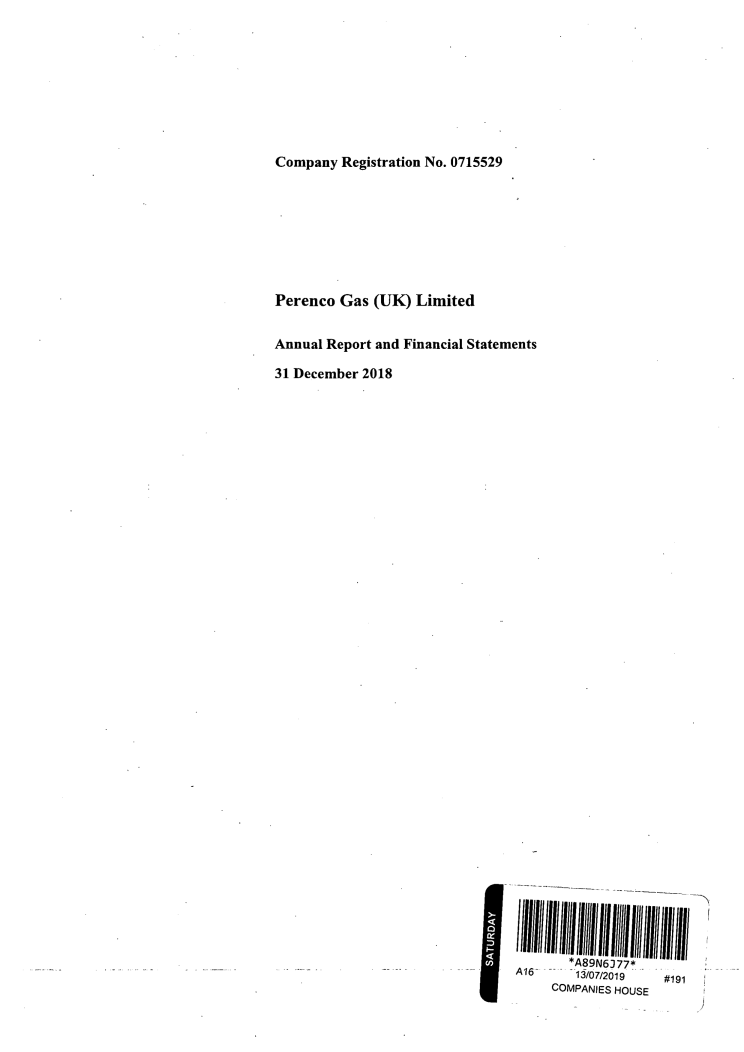 Company Registration No. 0715529
Perenco Gas (UK) Limited
Annual Report and Financial Statements
31 December 2018
SATURDAY
*A89N6J77*
A16 13/07/2019 #191
COMPANIES HOUSE